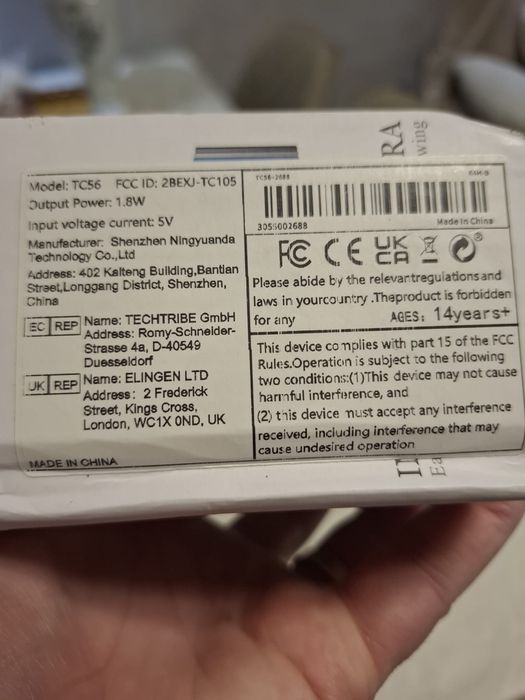 Model: TC56 FCC ID: 2BEXJ-TC105
Output Power: 1.8W
Input voltage current: 5V
Manufacturer: Shenzhen Ningyuanda
Technology Co.,Ltd
Address: 402 Kaiteng Building,Bantian
Street,Longgang District, Shenzhen,
China
EC REP Name: TECHTRIBE GmbH
Address: Romy-Schneider-
Strasse 4a, D-40549
Duesseldorf
UK REP Name: ELINGEN LTD
Address: 2 Frederick
Street, Kings Cross,
London, WC1X 0ND, UK
MADE IN CHINA
3055002688 Made In China
FC CE UK CA
Please abide by the relevantregulations and
laws in yourcountry .Theproduct is forbidden
for any AGES: 14years+
This device complies with part 15 of the FCC
Rules.Operation is subject to the following
two conditions:(1)This device may not cause
harmful interference, and
(2) this device must accept any interference
received, including interference that may
cause undesired operation
RA
wing